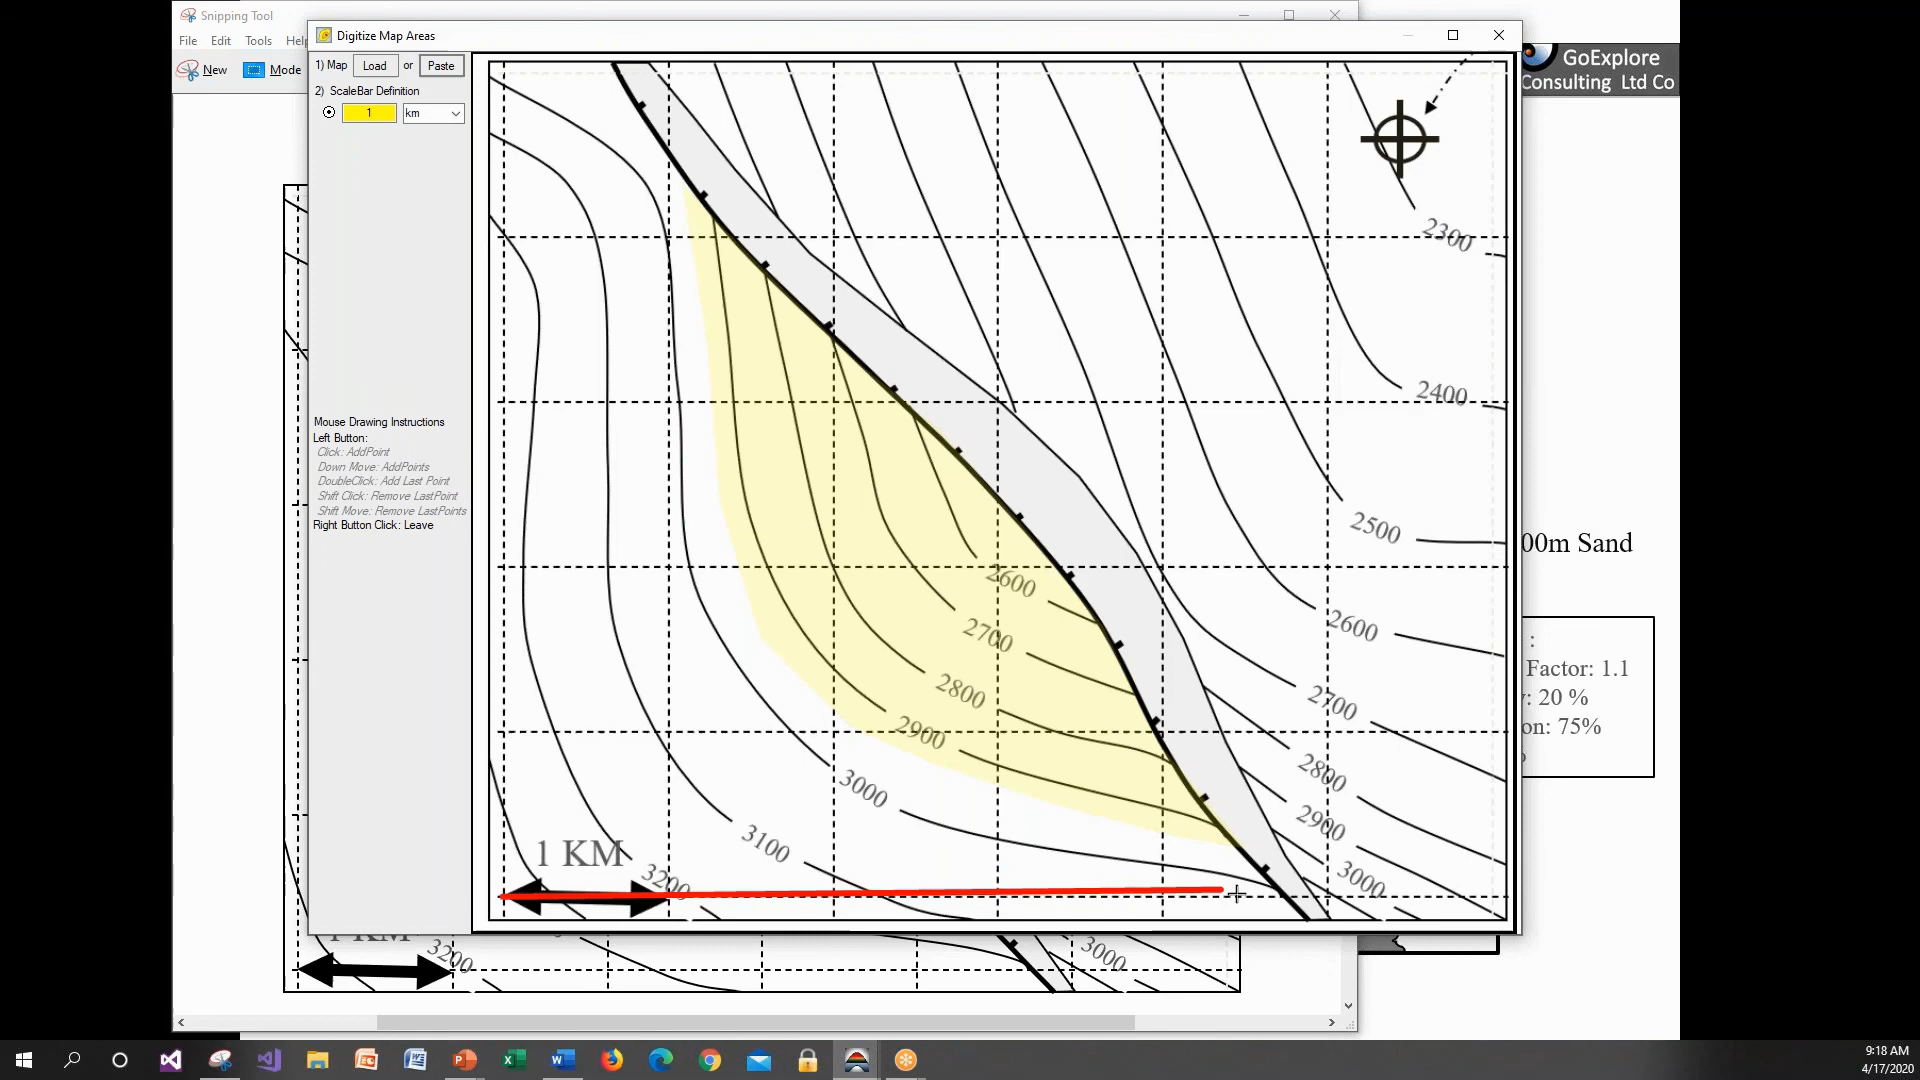 Snipping Tool
File Edit Tools Help
New Mode
Digitize Map Areas
1) Map Load or Paste
2) ScaleBar Definition
1 km
Mouse Drawing Instructions
Left Button:
Click: AddPoint
Down Move: AddPoints
DoubleClick: Add Last Point
Shift Click: Remove LastPoint
Shift Move: Remove LastPoints
Right Button Click: Leave
GoExplore
Consulting Ltd Co
2300
2400
2500
2600
2600
2700
2700
2800
2800
2900
2900
3000
3000
3100
3200
1 KM
00m Sand
:
Factor: 1.1
: 20 %
on: 75%
1 KM
3200
3000
9:18 AM
4/17/2020